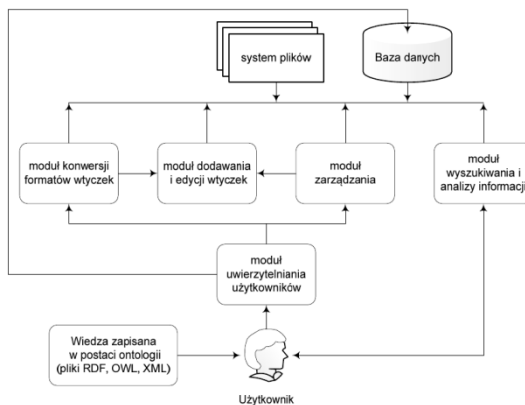 system plików
Baza danych
moduł konwersji
formatów wtyczek
moduł dodawania
i edycji wtyczek
moduł
zarządzania
moduł
wyszukiwania i
analizy informacji
moduł
uwierzytelniania
użytkowników
Wiedza zapisana
w postaci ontologii
(pliki RDF, OWL, XML)
Użytkownik